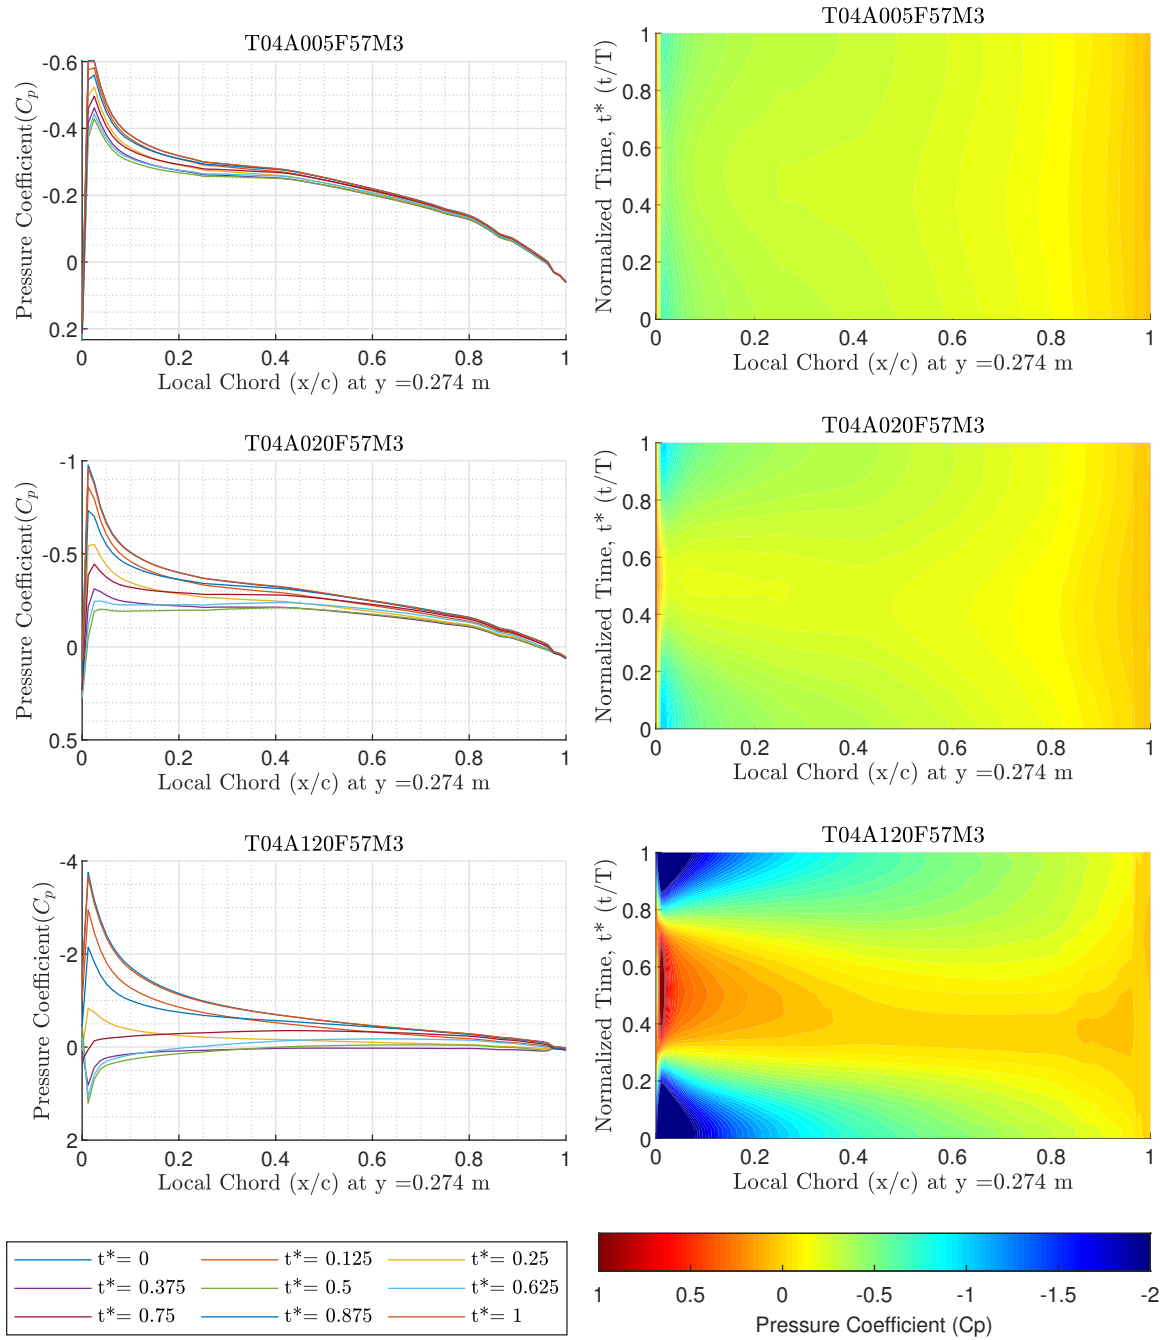 T04A005F57M3
-0.6
-0.4
-0.2
0
0.2
Pressure Coefficient(Cₚ)
0 0.2 0.4 0.6 0.8 1
Local Chord (x/c) at y =0.274 m
T04A005F57M3
1
0.8
0.6
0.4
0.2
0
Normalized Time, t* (t/T)
0 0.2 0.4 0.6 0.8 1
Local Chord (x/c) at y =0.274 m
T04A020F57M3
-1
-0.5
0
0.5
Pressure Coefficient(Cₚ)
0 0.2 0.4 0.6 0.8 1
Local Chord (x/c) at y =0.274 m
T04A020F57M3
1
0.8
0.6
0.4
0.2
0
Normalized Time, t* (t/T)
0 0.2 0.4 0.6 0.8 1
Local Chord (x/c) at y =0.274 m
T04A120F57M3
-4
-2
0
2
Pressure Coefficient(Cₚ)
0 0.2 0.4 0.6 0.8 1
Local Chord (x/c) at y =0.274 m
T04A120F57M3
1
0.8
0.6
0.4
0.2
0
Normalized Time, t* (t/T)
0 0.2 0.4 0.6 0.8 1
Local Chord (x/c) at y =0.274 m
t*= 0 t*= 0.125 t*= 0.25
t*= 0.375 t*= 0.5 t*= 0.625
t*= 0.75 t*= 0.875 t*= 1
1 0.5 0 -0.5 -1 -1.5 -2
Pressure Coefficient (Cp)